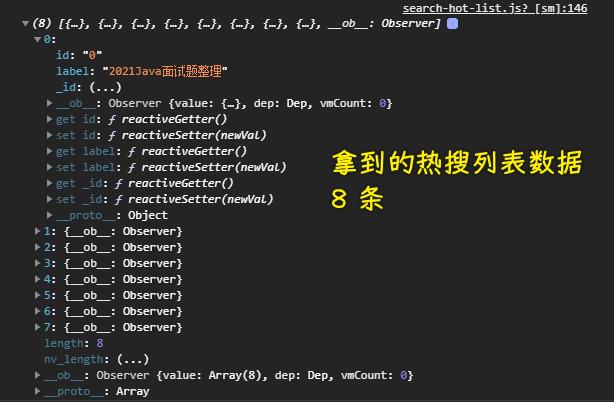 search-hot-list.js? [sm]:146
▼(8) [{…}, {…}, {…}, {…}, {…}, {…}, {…}, {…}, __ob__: Observer] i
▼0:
id: "0"
label: "2021Java面试题整理"
_id: (...)
▶__ob__: Observer {value: {…}, dep: Dep, vmCount: 0}
▶get id: ƒ reactiveGetter()
▶set id: ƒ reactiveSetter(newVal)
▶get label: ƒ reactiveGetter()
▶set label: ƒ reactiveSetter(newVal)
▶get _id: ƒ reactiveGetter()
▶set _id: ƒ reactiveSetter(newVal)
▶__proto__: Object
拿到的热搜列表数据
8 条
▶1: {__ob__: Observer}
▶2: {__ob__: Observer}
▶3: {__ob__: Observer}
▶4: {__ob__: Observer}
▶5: {__ob__: Observer}
▶6: {__ob__: Observer}
▶7: {__ob__: Observer}
length: 8
nv_length: (...)
▶__ob__: Observer {value: Array(8), dep: Dep, vmCount: 0}
▶__proto__: Array